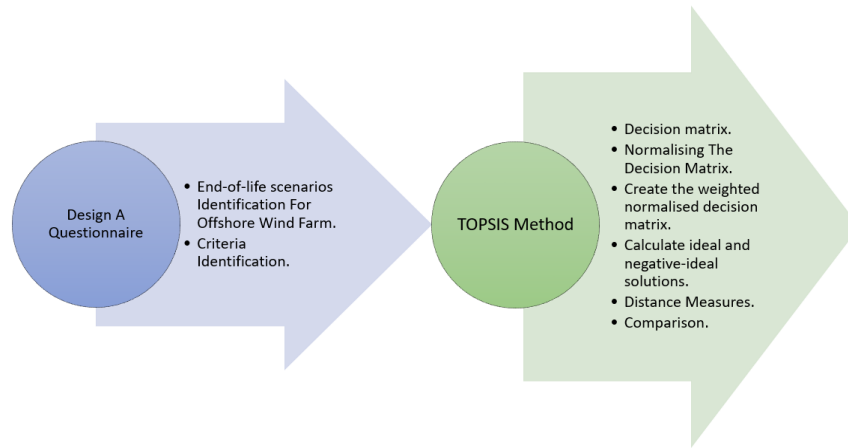 Design A
Questionnaire
• End-of-life scenarios
Identification For
Offshore Wind Farm.
• Criteria
Identification.
TOPSIS Method
• Decision matrix.
• Normalising The
Decision Matrix.
• Create the weighted
normalised decision
matrix.
• Calculate ideal and
negative-ideal
solutions.
• Distance Measures.
• Comparison.